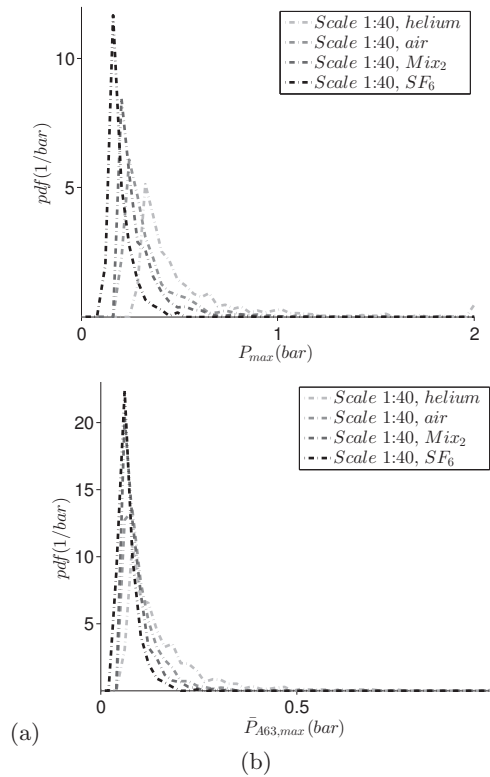 Scale 1:40, helium
Scale 1:40, air
Scale 1:40, Mix₂
Scale 1:40, SF₆
10
5
pdf(1/bar)
0
1
2
P_max(bar)
Scale 1:40, helium
Scale 1:40, air
Scale 1:40, Mix₂
Scale 1:40, SF₆
20
15
10
5
pdf(1/bar)
0
0.5
P̄_A63,max(bar)
(a)
(b)